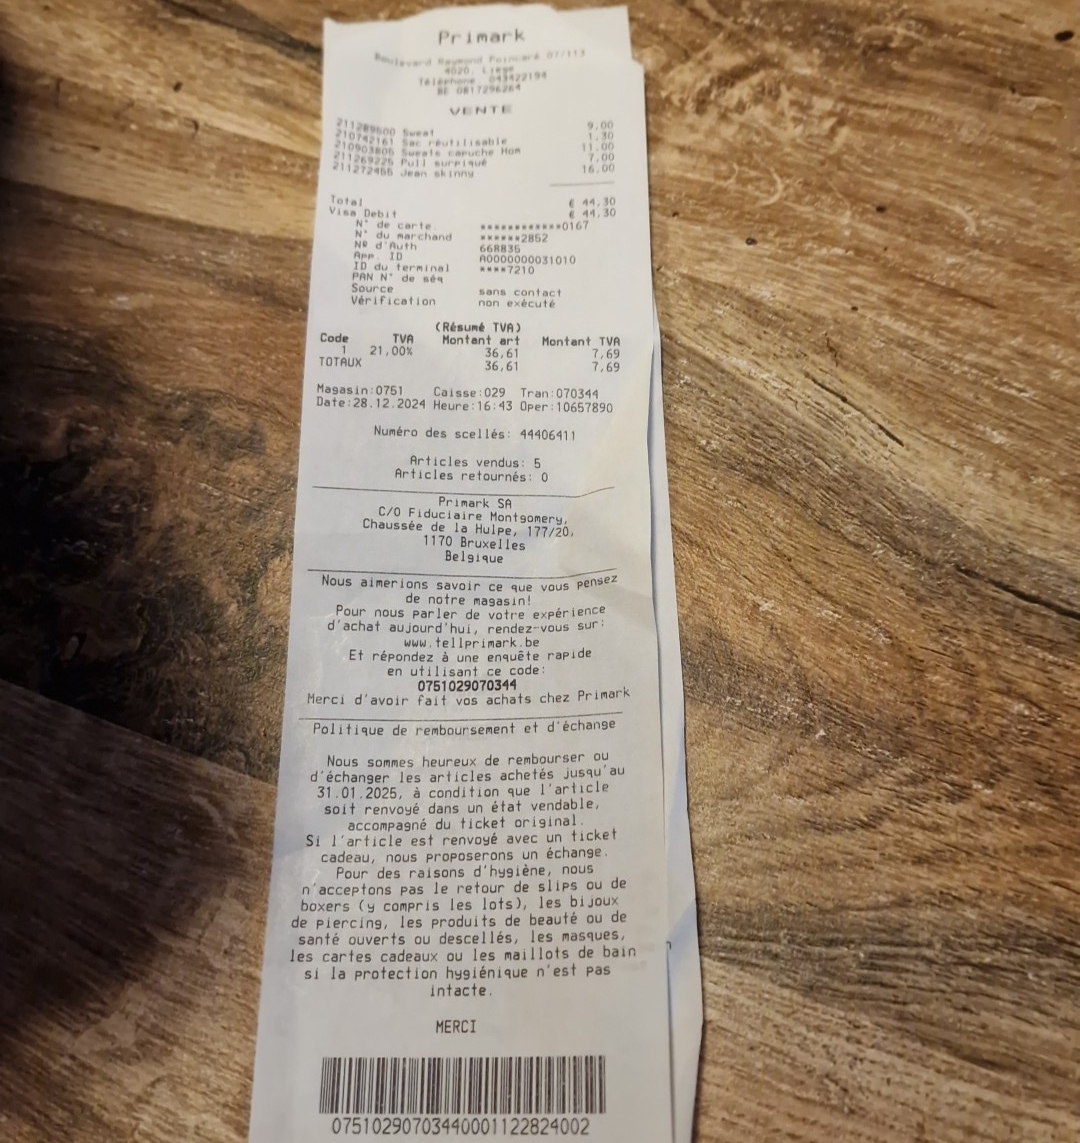 Primark
Boulevard Raymond Poincaré 07/113
4020, Liege
Téléphone 043422194
BE 0817296264
VENTE
211289600 Sweat 9.00
210742161 Sac réutilisable 1.30
210903805 Sweats capuche Hom 11.00
211269225 Pull surpiqué 7.00
211272466 Jean skinny 16.00
Total € 44,30
Visa Debit € 44,30
N° de carte ************0167
N° du marchand ******2852
Nº d'Auth 668835
App. ID A0000000031010
ID du terminal ****7210
PAN N° de séq
Source sans contact
Vérification non exécuté
(Résumé TVA)
Code TVA Montant art Montant TVA
1 21,00% 36,61 7,69
TOTAUX 36,61 7,69
Magasin:0751 Caisse:029 Tran:070344
Date:28.12.2024 Heure:16:43 Oper:10657890
Numéro des scellés: 44406411
Articles vendus: 5
Articles retournés: 0
Primark SA
C/O Fiduciaire Montgomery,
Chaussée de la Hulpe, 177/20,
1170 Bruxelles
Belgique
Nous aimerions savoir ce que vous pensez
de notre magasin!
Pour nous parler de votre expérience
d'achat aujourd'hui, rendez-vous sur:
www.tellprimark.be
Et répondez à une enquête rapide
en utilisant ce code:
0751029070344
Merci d'avoir fait vos achats chez Primark
Politique de remboursement et d'échange
Nous sommes heureux de rembourser ou
d'échanger les articles achetés jusqu'au
31.01.2025, à condition que l'article
soit renvoyé dans un état vendable,
accompagné du ticket original.
Si l'article est renvoyé avec un ticket
cadeau, nous proposerons un échange.
Pour des raisons d'hygiène, nous
n'acceptons pas le retour de slips ou de
boxers (y compris les lots), les bijoux
de piercing, les produits de beauté ou de
santé ouverts ou descellés, les masques,
les cartes cadeaux ou les maillots de bain
si la protection hygiénique n'est pas
intacte.
MERCI
07510290703440001122824002